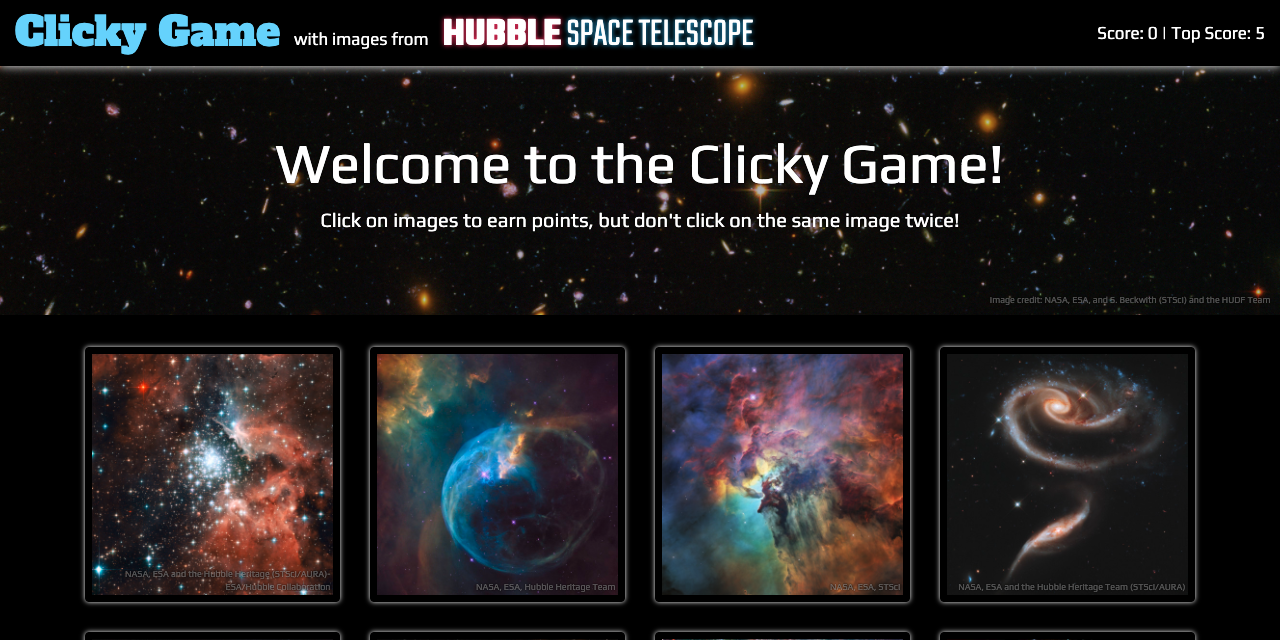 Clicky Game with images from HUBBLE SPACE TELESCOPE Score: 0 | Top Score: 5
Welcome to the Clicky Game!
Click on images to earn points, but don't click on the same image twice!
Image credit: NASA, ESA, and S. Beckwith (STScI) and the HUDF Team
NASA, ESA and the Hubble Heritage (STScI/AURA)-
ESA/Hubble Collaboration
NASA, ESA, Hubble Heritage Team
NASA, ESA, STScI
NASA, ESA and the Hubble Heritage Team (STScI/AURA)